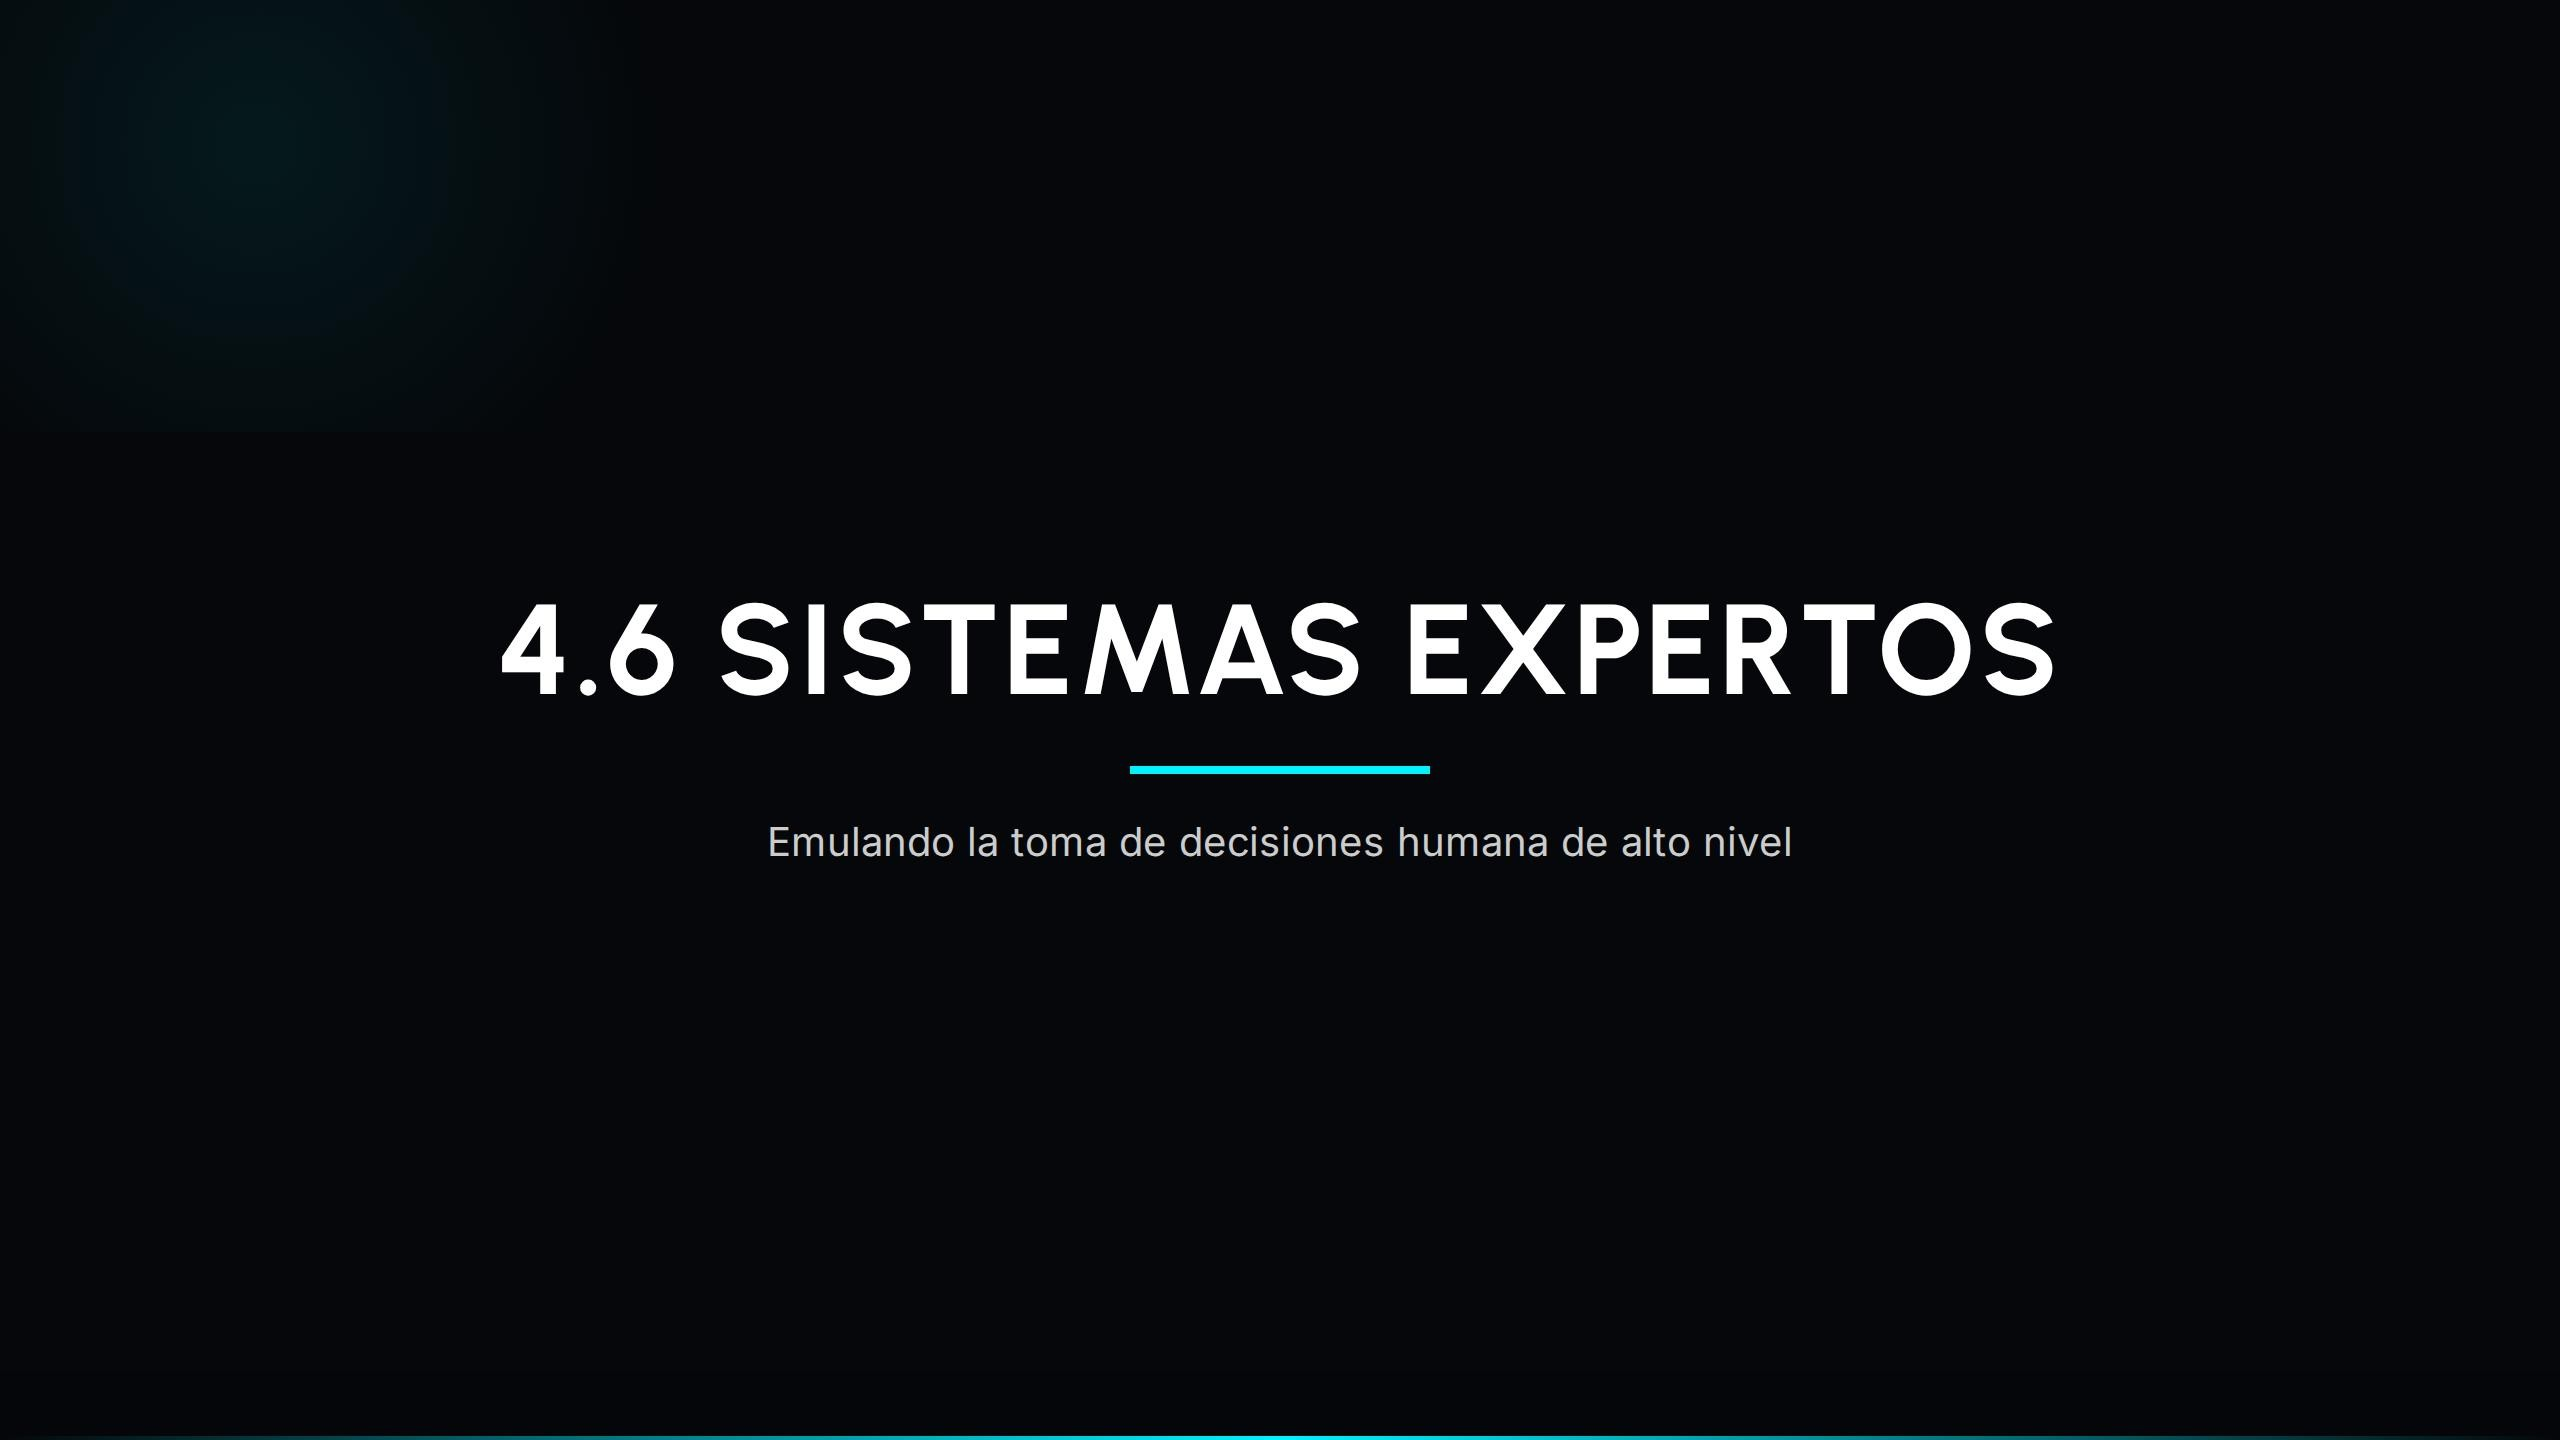 4.6 SISTEMAS EXPERTOS
Emulando la toma de decisiones humana de alto nivel